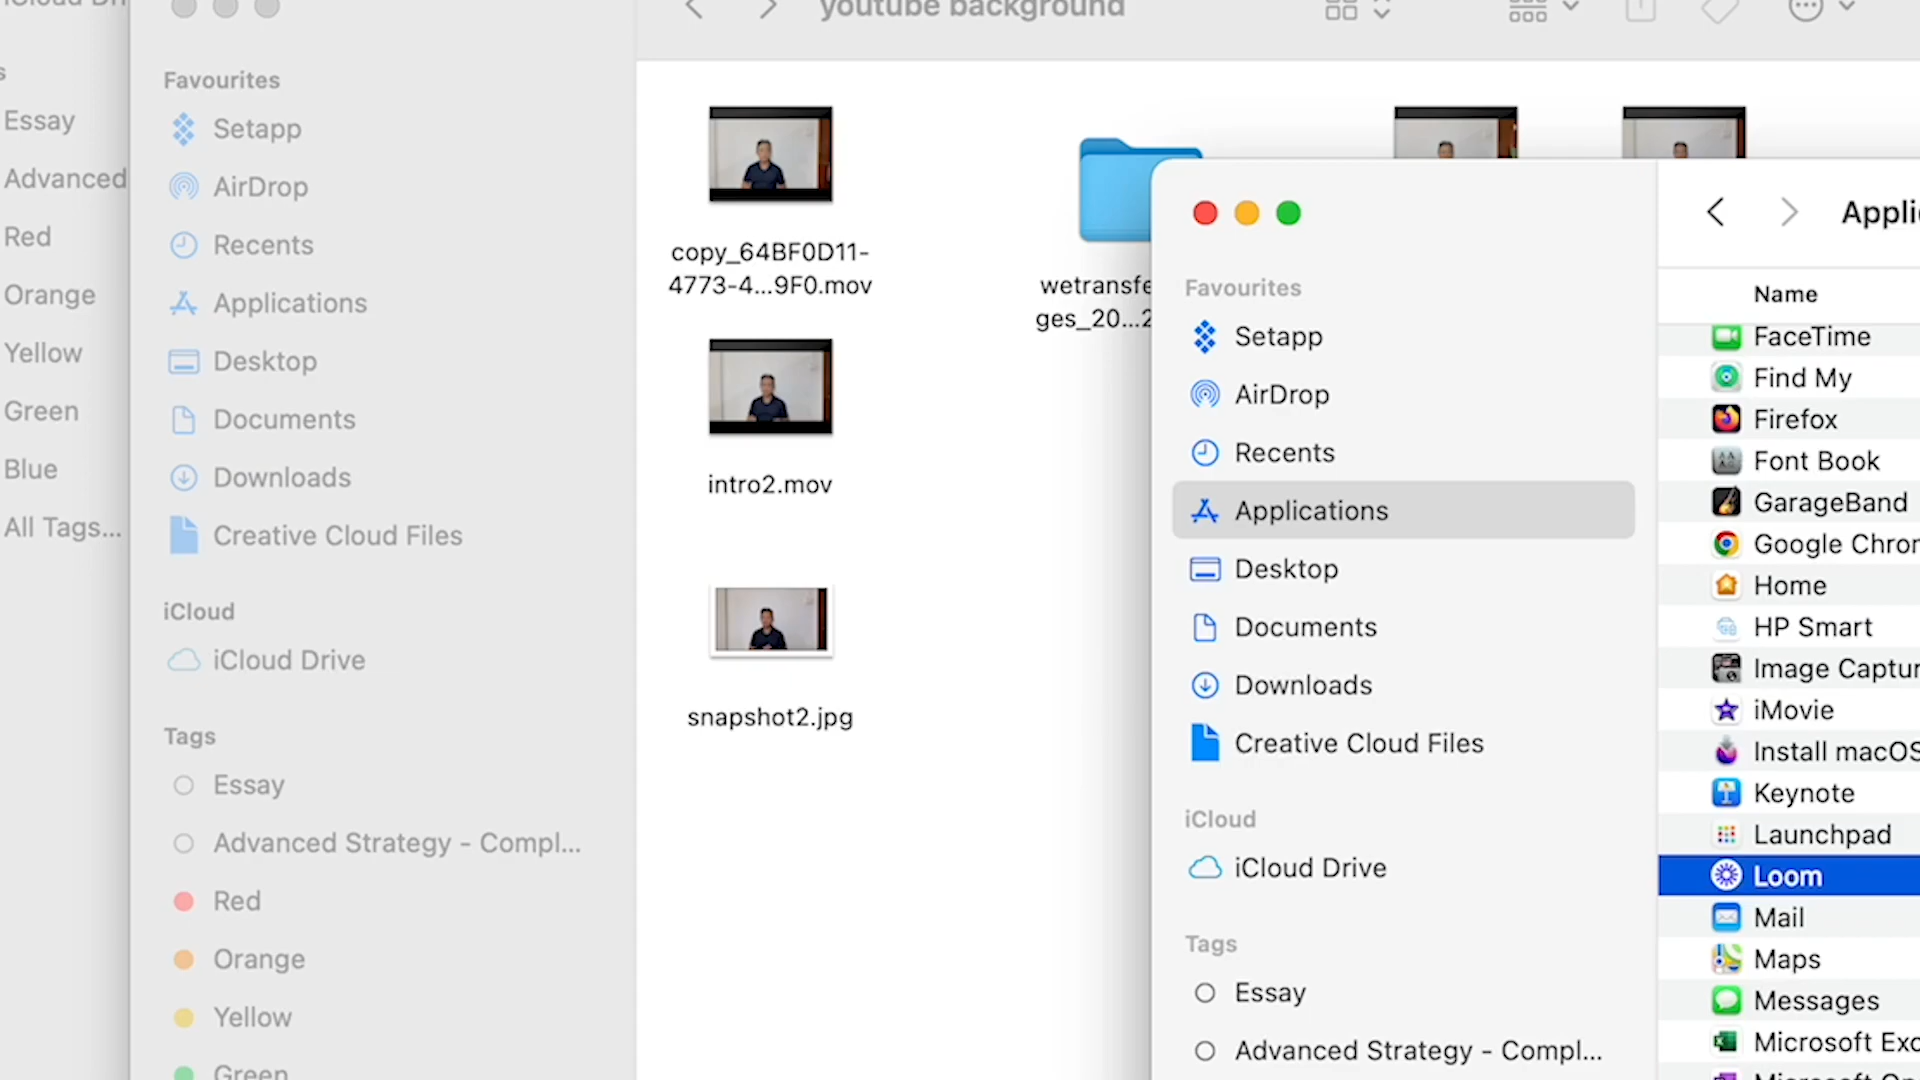 Essay
Advanced
Red
Orange
Yellow
Green
Blue
All Tags...
youtube background
Favourites
Setapp
AirDrop
Recents
Applications
Desktop
Documents
Downloads
Creative Cloud Files
iCloud
iCloud Drive
Tags
Essay
Advanced Strategy - Compl...
Red
Orange
Yellow
Green
copy_64BF0D11-
4773-4...9F0.mov
intro2.mov
snapshot2.jpg
wetransfe
ges_20...2
Favourites
Setapp
AirDrop
Recents
Applications
Desktop
Documents
Downloads
Creative Cloud Files
iCloud
iCloud Drive
Tags
Essay
Advanced Strategy - Compl...
Appli
Name
FaceTime
Find My
Firefox
Font Book
GarageBand
Google Chror
Home
HP Smart
Image Captur
iMovie
Install macOS
Keynote
Launchpad
Loom
Mail
Maps
Messages
Microsoft Exc